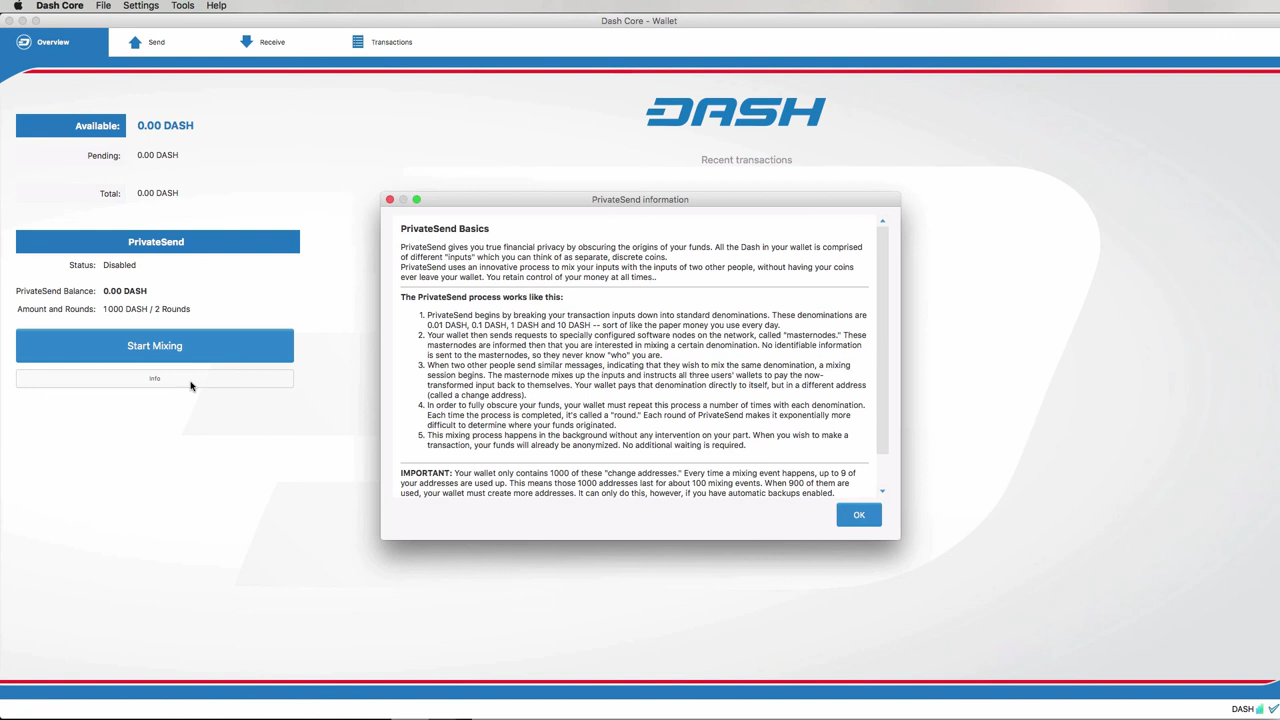 Dash Core File Settings Tools Help
Dash Core - Wallet
Overview Send Receive Transactions
DASH
Available: 0.00 DASH
Recent transactions
Pending: 0.00 DASH
Total: 0.00 DASH
PrivateSend
Status: Disabled
PrivateSend Balance: 0.00 DASH
Amount and Rounds: 1000 DASH / 2 Rounds
Start Mixing
Info
PrivateSend information
PrivateSend Basics
PrivateSend gives you true financial privacy by obscuring the origins of your funds. All the Dash in your wallet is comprised
of different "inputs" which you can think of as separate, discrete coins.
PrivateSend uses an innovative process to mix your inputs with the inputs of two other people, without having your coins
ever leave your wallet. You retain control of your money at all times..
The PrivateSend process works like this:
1. PrivateSend begins by breaking your transaction inputs down into standard denominations. These denominations are
0.01 DASH, 0.1 DASH, 1 DASH and 10 DASH -- sort of like the paper money you use every day.
2. Your wallet then sends requests to specially configured software nodes on the network, called "masternodes." These
masternodes are informed then that you are interested in mixing a certain denomination. No identifiable information
is sent to the masternodes, so they never know "who" you are.
3. When two other people send similar messages, indicating that they wish to mix the same denomination, a mixing
session begins. The masternode mixes up the inputs and instructs all three users' wallets to pay the now-
transformed input back to themselves. Your wallet pays that denomination directly to itself, but in a different address
(called a change address).
4. In order to fully obscure your funds, your wallet must repeat this process a number of times with each denomination.
Each time the process is completed, it's called a "round." Each round of PrivateSend makes it exponentially more
difficult to determine where your funds originated.
5. This mixing process happens in the background without any intervention on your part. When you wish to make a
transaction, your funds will already be anonymized. No additional waiting is required.
IMPORTANT: Your wallet only contains 1000 of these "change addresses." Every time a mixing event happens, up to 9 of
your addresses are used up. This means those 1000 addresses last for about 100 mixing events. When 900 of them are
used, your wallet must create more addresses. It can only do this, however, if you have automatic backups enabled.
OK
DASH